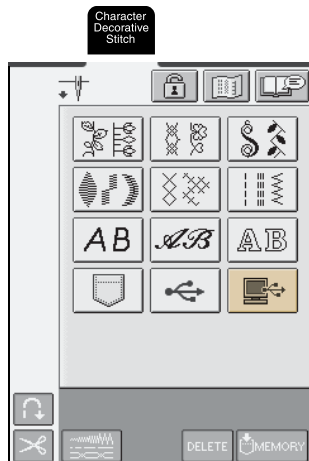 Character
Decorative
Stitch
AB
AB
AB
DELETE
MEMORY